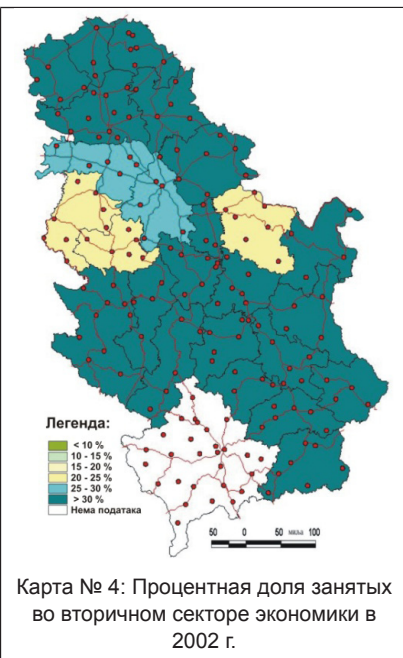 Легенда:
< 10 %
10 - 15 %
15 - 20 %
20 - 25 %
25 - 30 %
> 30 %
Нема података
50 0 50 100
Карта № 4: Процентная доля занятых
во вторичном секторе экономики в
2002 г.